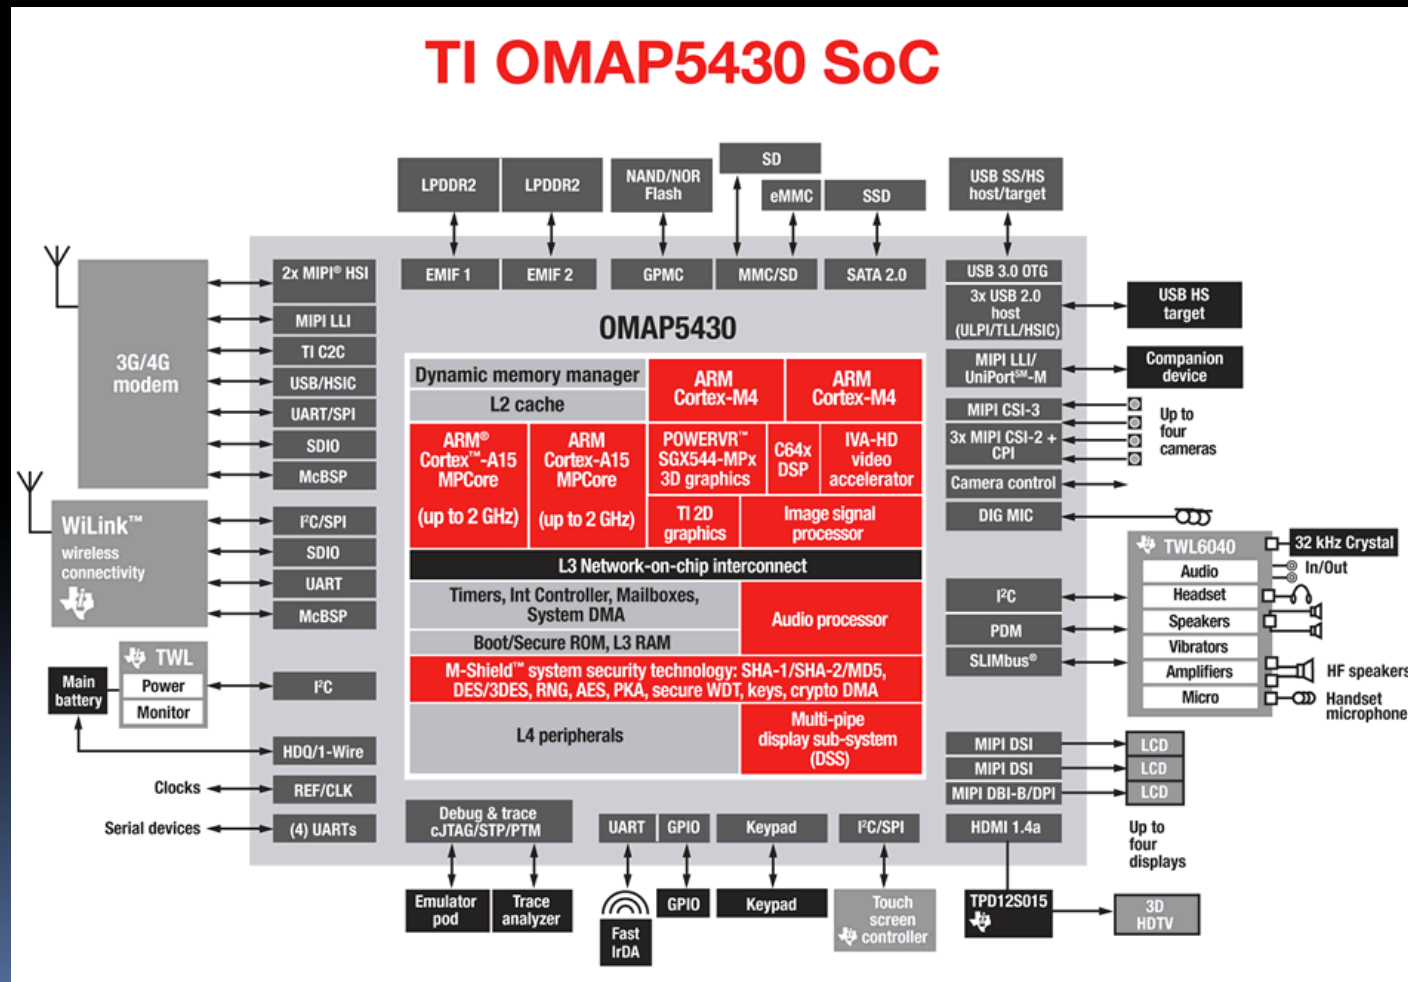 TI OMAP5430 SoC
LPDDR2
LPDDR2
NAND/NOR
Flash
SD
eMMC
SSD
USB SS/HS
host/target
EMIF 1
EMIF 2
GPMC
MMC/SD
SATA 2.0
USB 3.0 OTG
3x USB 2.0
host
(ULPI/TLL/HSIC)
USB HS
target
MIPI LLI/
UniPort℠-M
Companion
device
MIPI CSI-3
3x MIPI CSI-2 +
CPI
Up to
four
cameras
Camera control
DIG MIC
3G/4G
modem
2x MIPI® HSI
MIPI LLI
TI C2C
USB/HSIC
UART/SPI
SDIO
McBSP
WiLink™
wireless
connectivity
I²C/SPI
SDIO
UART
McBSP
TWL
Power
Monitor
Main
battery
I²C
HDQ/1-Wire
Clocks
REF/CLK
Serial devices
(4) UARTs
OMAP5430
Dynamic memory manager
L2 cache
ARM
Cortex-M4
ARM
Cortex-M4
ARM®
Cortex™-A15
MPCore
(up to 2 GHz)
ARM
Cortex-A15
MPCore
(up to 2 GHz)
POWERVR™
SGX544-MPx
3D graphics
C64x
DSP
IVA-HD
video
accelerator
TI 2D
graphics
Image signal
processor
L3 Network-on-chip interconnect
Timers, Int Controller, Mailboxes,
System DMA
Boot/Secure ROM, L3 RAM
Audio processor
M-Shield™ system security technology: SHA-1/SHA-2/MD5,
DES/3DES, RNG, AES, PKA, secure WDT, keys, crypto DMA
L4 peripherals
Multi-pipe
display sub-system
(DSS)
I²C
PDM
SLIMbus®
TWL6040
Audio
Headset
Speakers
Vibrators
Amplifiers
Micro
32 kHz Crystal
In/Out
HF speakers
Handset
microphone
MIPI DSI
LCD
MIPI DSI
LCD
MIPI DBI-B/DPI
LCD
HDMI 1.4a
Up to
four
displays
TPD12S015
3D
HDTV
Debug & trace
cJTAG/STP/PTM
UART
GPIO
Keypad
I²C/SPI
Emulator
pod
Trace
analyzer
Fast
IrDA
GPIO
Keypad
Touch
screen
controller